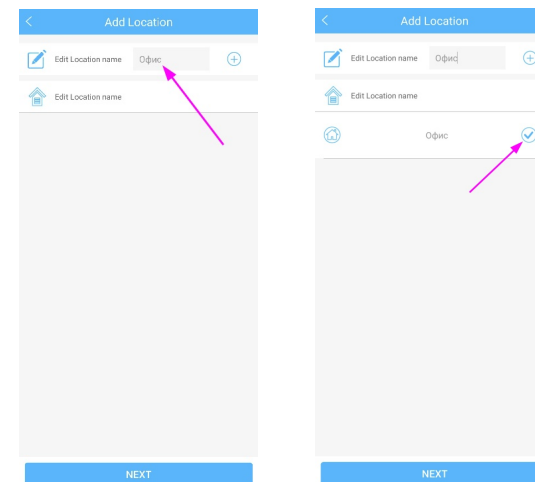 Add Location
Edit Location name Офис
Edit Location name
NEXT
Add Location
Edit Location name Офис
Edit Location name
Офис
NEXT